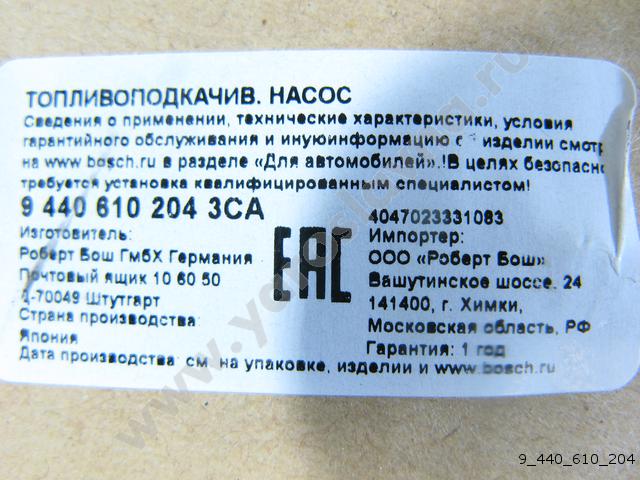 ТОПЛИВОПОДКАЧИВ. НАСОС
Сведения о применении, технические характеристики, условия
гарантийного обслуживания и инуюинформацию о изделии смотр
на www.bosch.ru в разделе «Для автомобилей».!В целях безопасно
требуется установка квалифицированным специалистом!
9 440 610 204 3CA
Изготовитель:
Роберт Бош ГмбХ Германия
Почтовый ящик 10 60 50
Д-70049 Штутгарт
Страна производства:
Япония
Дата производства: см. на упаковке, изделии и www.bosch.ru
EAC
4047023331083
Импортер:
ООО «Роберт Бош»
Вашутинское шоссе. 24
141400, г. Химки,
Московская область, РФ
Гарантия: 1 год
9_440_610_204